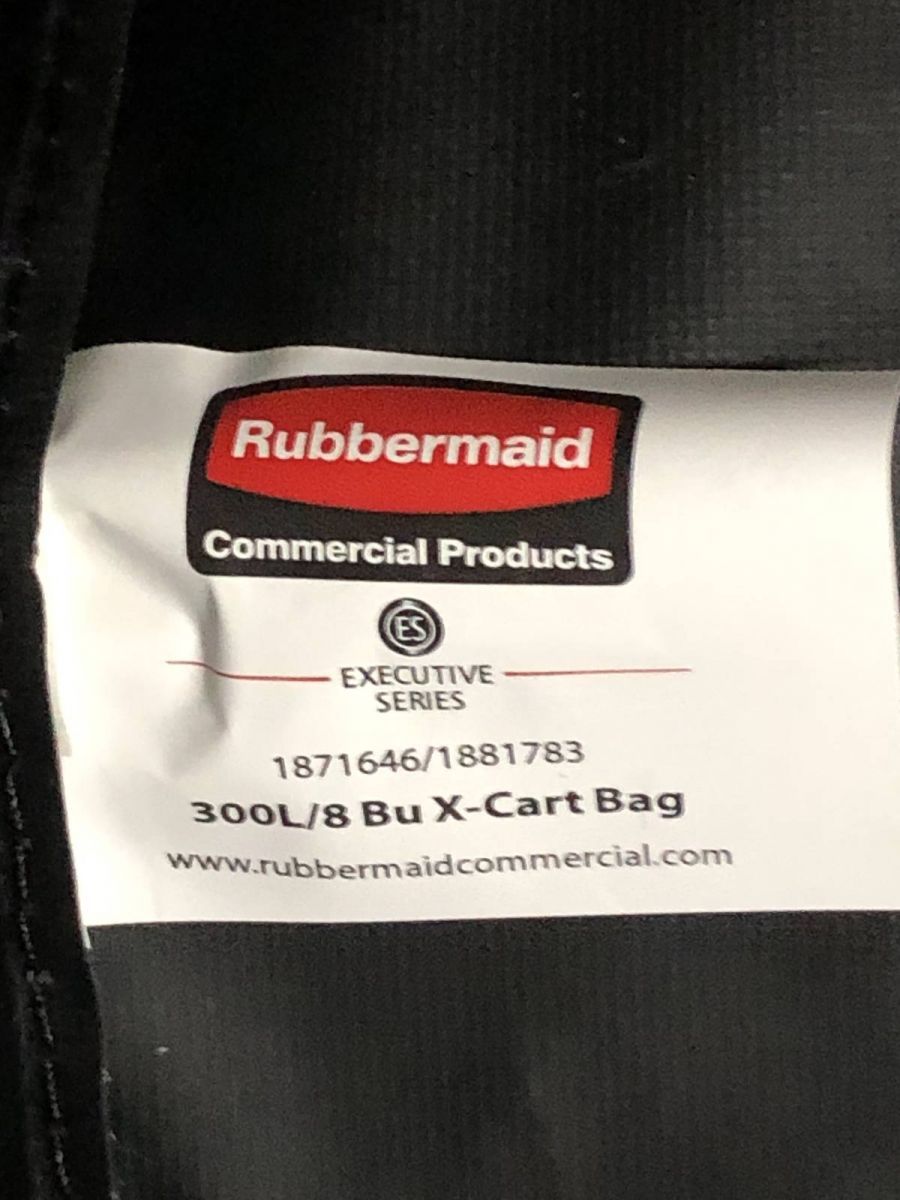 Rubbermaid
Commercial Products
ES
EXECUTIVE
SERIES
1871646/1881783
300L/8 Bu X-Cart Bag
www.rubbermaidcommercial.com